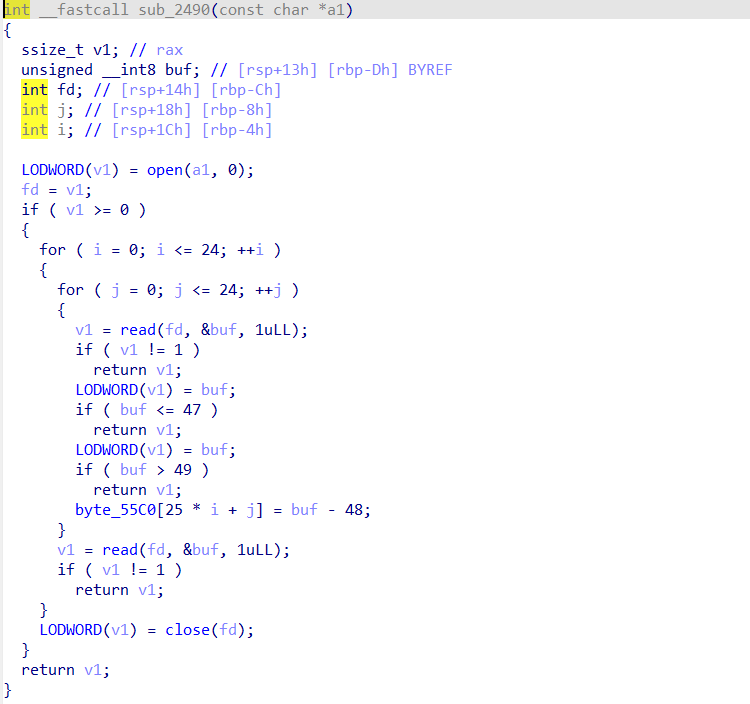 int __fastcall sub_2490(const char *a1)
{
  ssize_t v1; // rax
  unsigned __int8 buf; // [rsp+13h] [rbp-Dh] BYREF
  int fd; // [rsp+14h] [rbp-Ch]
  int j; // [rsp+18h] [rbp-8h]
  int i; // [rsp+1Ch] [rbp-4h]

  LODWORD(v1) = open(a1, 0);
  fd = v1;
  if ( v1 >= 0 )
  {
    for ( i = 0; i <= 24; ++i )
    {
      for ( j = 0; j <= 24; ++j )
      {
        v1 = read(fd, &buf, 1uLL);
        if ( v1 != 1 )
          return v1;
        LODWORD(v1) = buf;
        if ( buf <= 47 )
          return v1;
        LODWORD(v1) = buf;
        if ( buf > 49 )
          return v1;
        byte_55C0[25 * i + j] = buf - 48;
      }
      v1 = read(fd, &buf, 1uLL);
      if ( v1 != 1 )
        return v1;
    }
    LODWORD(v1) = close(fd);
  }
  return v1;
}